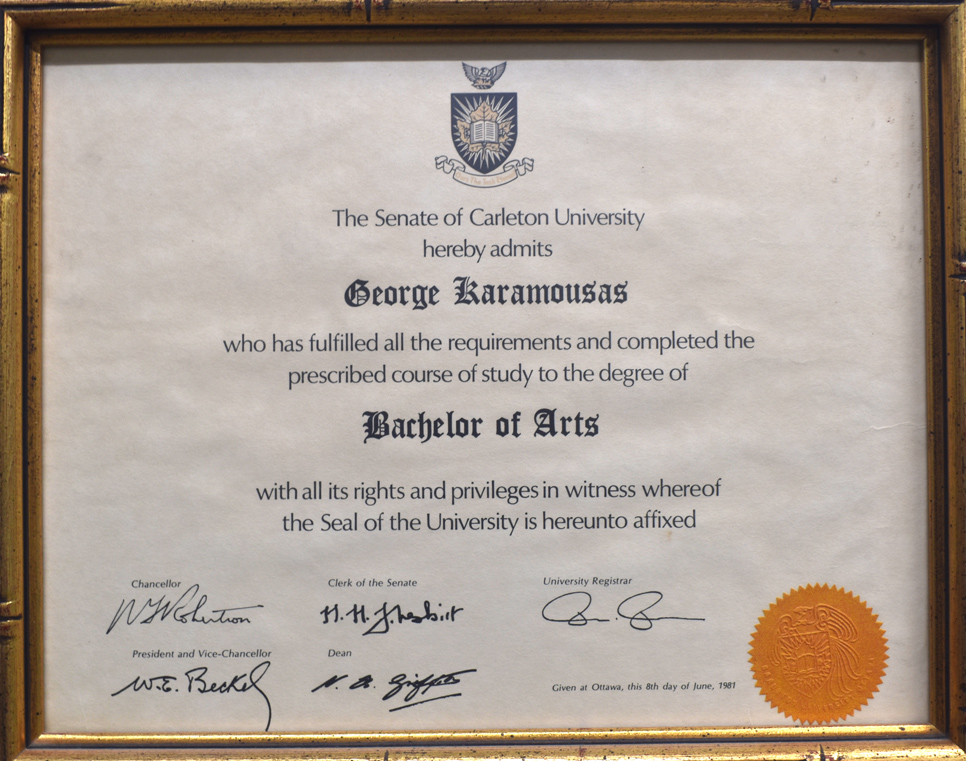 The Senate of Carleton University
hereby admits
George Karamousas
who has fulfilled all the requirements and completed the
prescribed course of study to the degree of
Bachelor of Arts
with all its rights and privileges in witness whereof
the Seal of the University is hereunto affixed
Chancellor
Clerk of the Senate
University Registrar
President and Vice-Chancellor
W.E. Beckel
Dean
Given at Ottawa, this 8th day of June, 1981